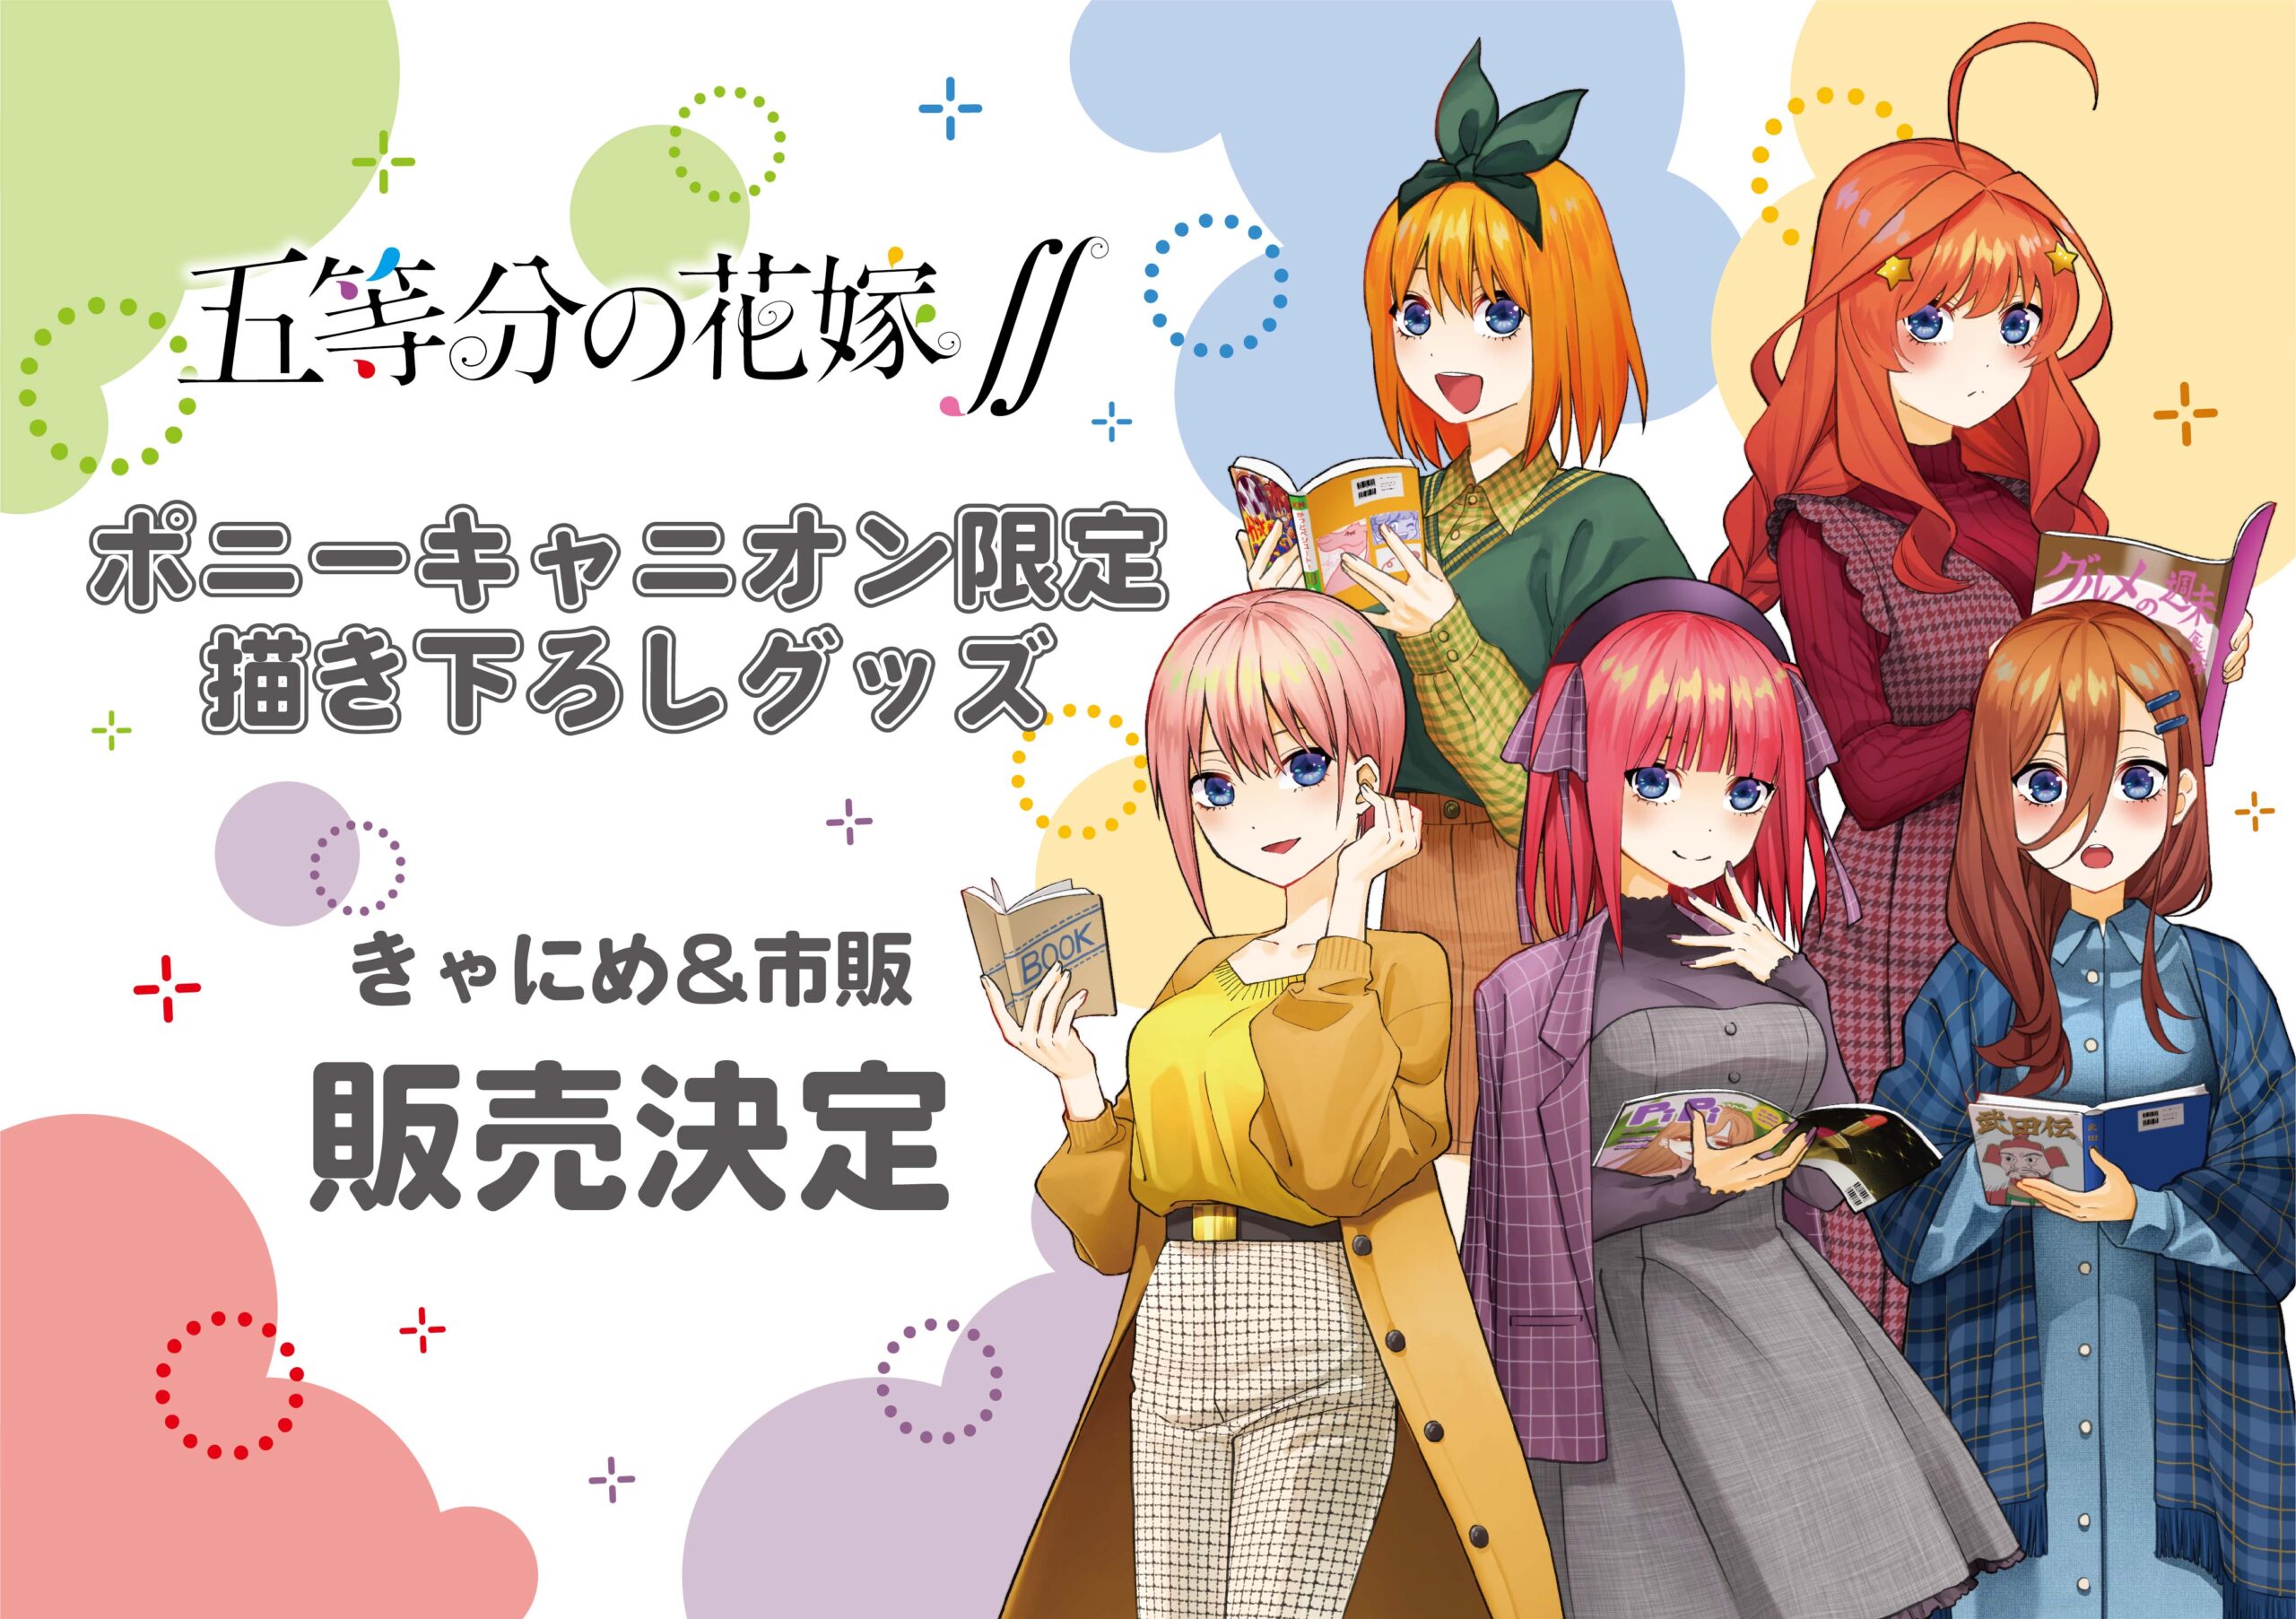 五等分の花嫁∬
ポニーキャニオン限定
描き下ろしグッズ
きゃにめ&市販
販売決定
BOOK
PiPi
グルメの
週末
武田伝